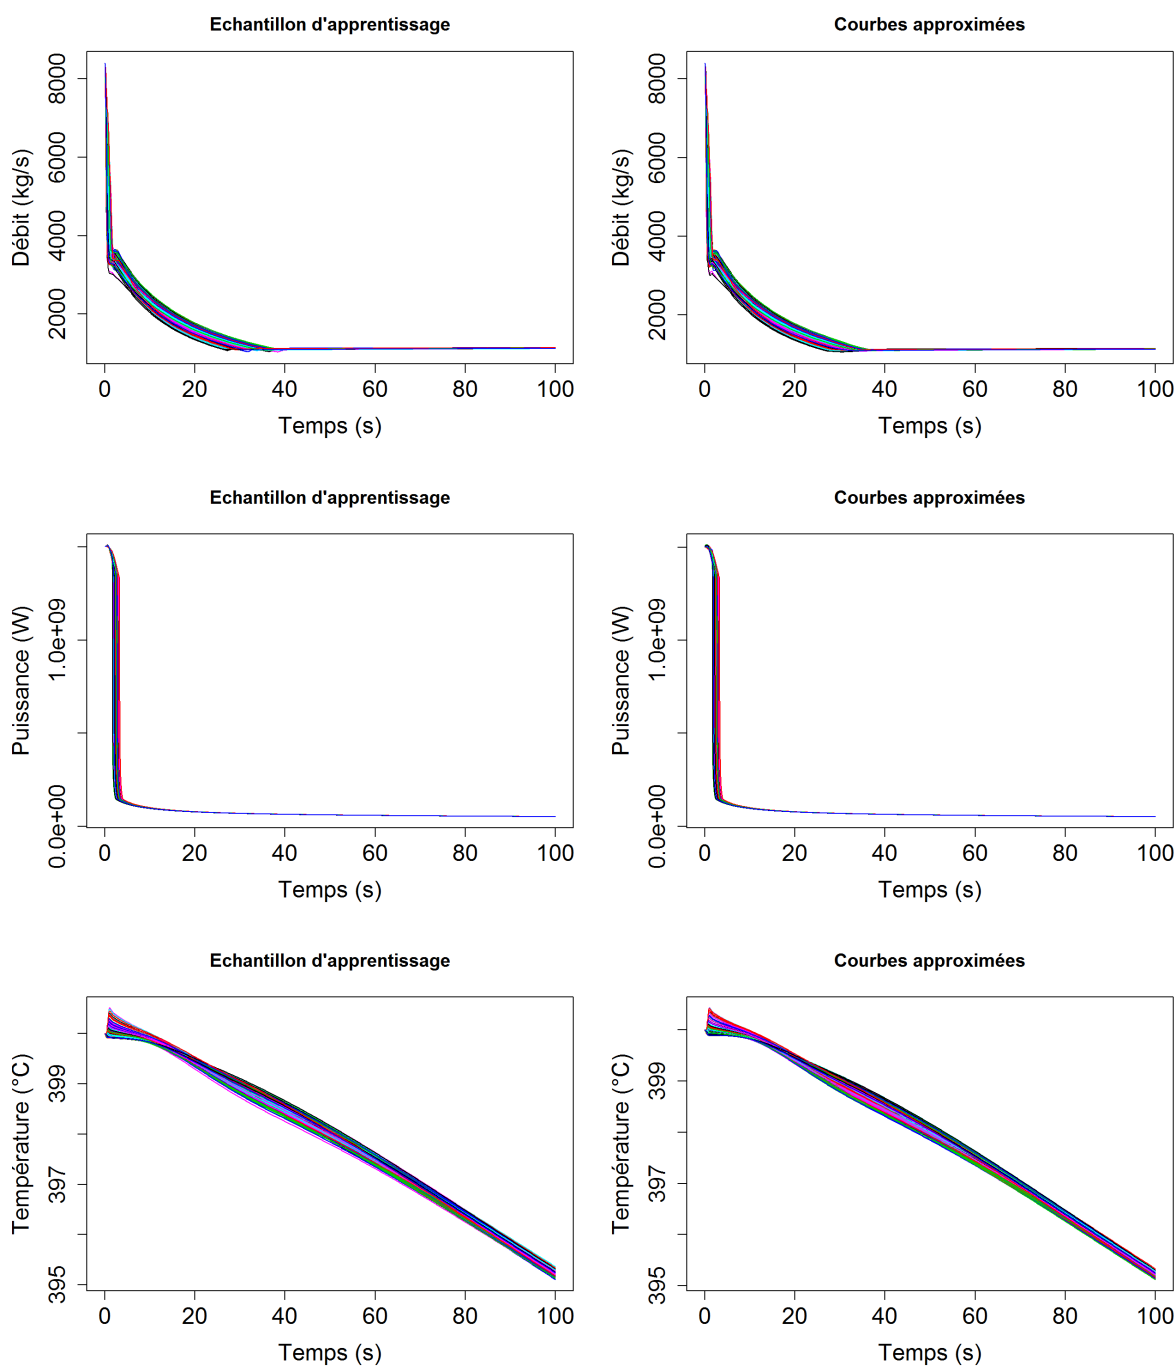 Echantillon d'apprentissage
Courbes approximées
Débit (kg/s)
8000
6000
4000
2000
0 20 40 60 80 100
Temps (s)
Débit (kg/s)
8000
6000
4000
2000
0 20 40 60 80 100
Temps (s)
Echantillon d'apprentissage
Courbes approximées
Puissance (W)
1.0e+09
0.0e+00
0 20 40 60 80 100
Temps (s)
Puissance (W)
1.0e+09
0.0e+00
0 20 40 60 80 100
Temps (s)
Echantillon d'apprentissage
Courbes approximées
Température (°C)
399
397
395
0 20 40 60 80 100
Temps (s)
Température (°C)
399
397
395
0 20 40 60 80 100
Temps (s)